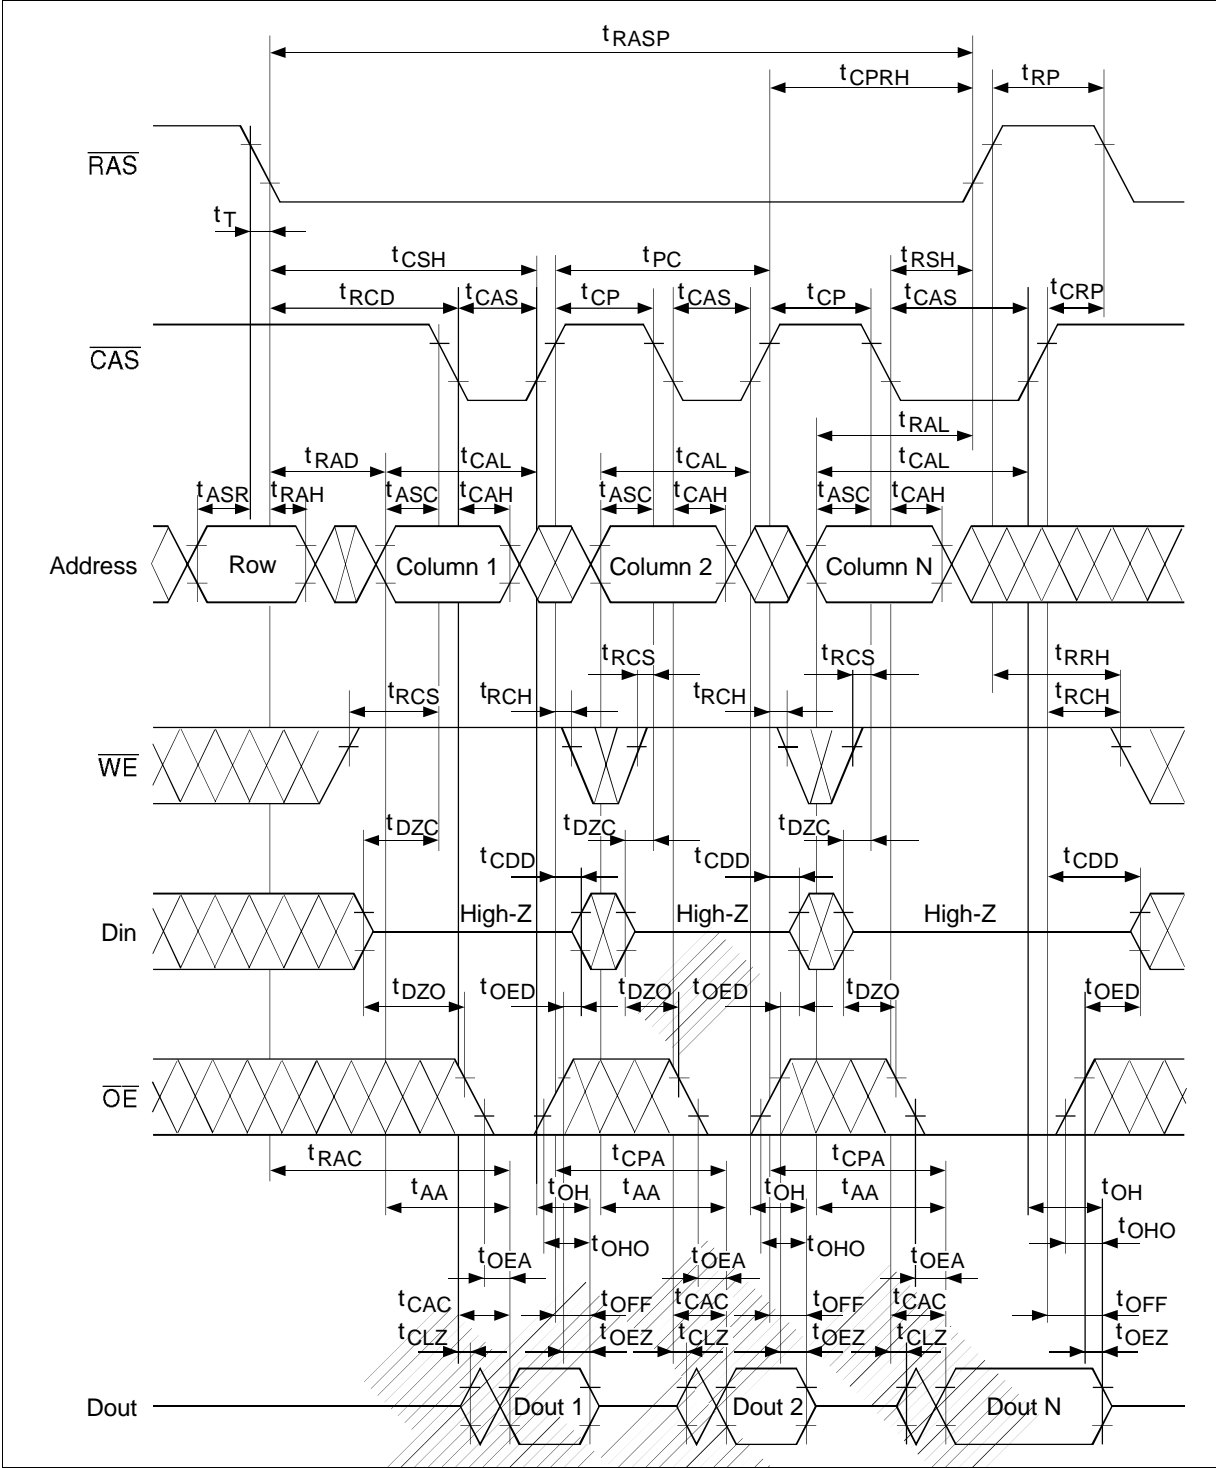 tRASP
tCPRH tRP
RAS
tT
tCSH tPC tRSH
tRCD tCAS tCP tCAS tCP tCAS tCRP
CAS
tRAL
tRAD tCAL tCAL tCAL
tASR tRAH tASC tCAH tASC tCAH tASC tCAH
Address Row Column 1 Column 2 Column N
tRCS tRCS tRRH
tRCS tRCH tRCH tRCH
WE
tDZC tDZC tDZC
tCDD tCDD tCDD
High-Z High-Z High-Z
Din
tDZO tOED tDZO tOED tDZO tOED
OE
tRAC tCPA tCPA
tAA tOH tAA tOH tAA tOH
tOHO tOHO tOHO
tOEA tOEA tOEA
tCAC tOFF tCAC tOFF tCAC tOFF
tCLZ tOEZ tCLZ tOEZ tCLZ tOEZ
Dout Dout 1 Dout 2 Dout N